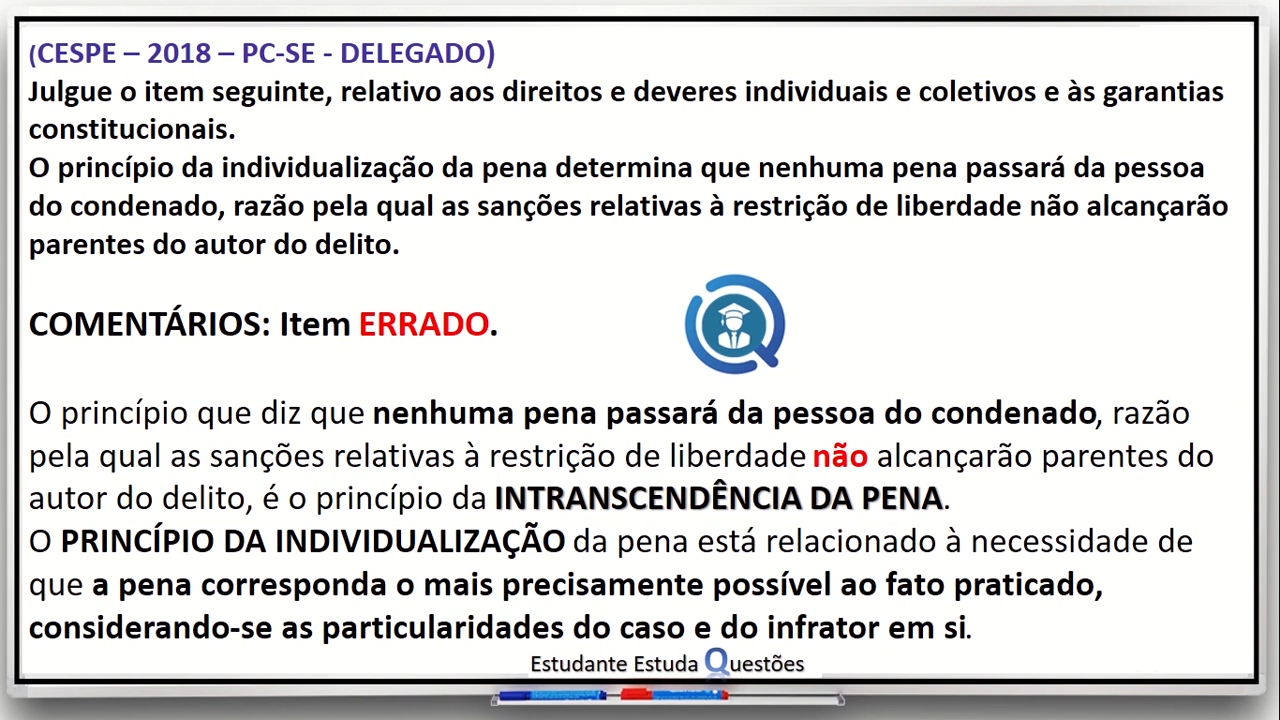 (CESPE – 2018 – PC-SE - DELEGADO)
Julgue o item seguinte, relativo aos direitos e deveres individuais e coletivos e às garantias
constitucionais.
O princípio da individualização da pena determina que nenhuma pena passará da pessoa
do condenado, razão pela qual as sanções relativas à restrição de liberdade não alcançarão
parentes do autor do delito.
COMENTÁRIOS: Item ERRADO.
O princípio que diz que nenhuma pena passará da pessoa do condenado, razão
pela qual as sanções relativas à restrição de liberdade não alcançarão parentes do
autor do delito, é o princípio da INTRANSCENDÊNCIA DA PENA.
O PRINCÍPIO DA INDIVIDUALIZAÇÃO da pena está relacionado à necessidade de
que a pena corresponda o mais precisamente possível ao fato praticado,
considerando-se as particularidades do caso e do infrator em si.
Estudante Estuda Questões